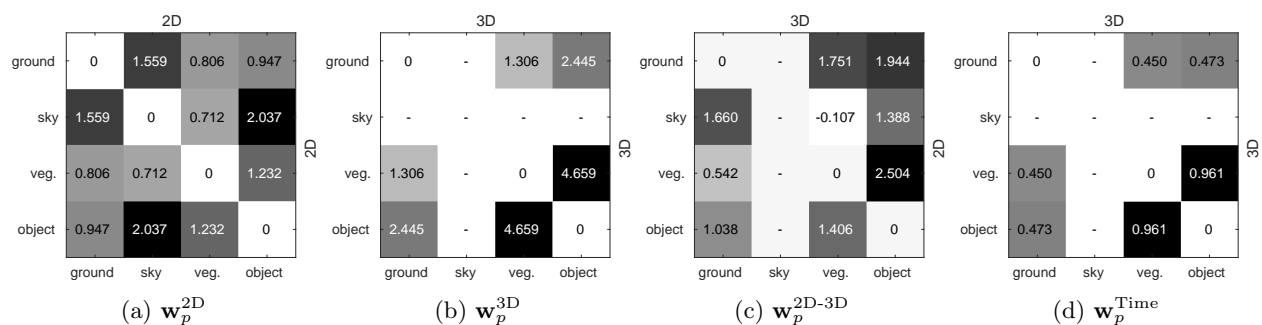 2D 3D 3D 3D
ground 0 1.559 0.806 0.947 ground 0 - 1.306 2.445 ground 0 - 1.751 1.944 ground 0 - 0.450 0.473
sky 1.559 0 0.712 2.037 2D sky - - - - 3D sky 1.660 - -0.107 1.388 2D sky - - - - 3D
veg. 0.806 0.712 0 1.232 veg. 1.306 - 0 4.659 veg. 0.542 - 0 2.504 veg. 0.450 - 0 0.961
object 0.947 2.037 1.232 0 object 2.445 - 4.659 0 object 1.038 - 1.406 0 object 0.473 - 0.961 0
ground sky veg. object ground sky veg. object ground sky veg. object ground sky veg. object
(a) w_p^2D (b) w_p^3D (c) w_p^2D-3D (d) w_p^Time